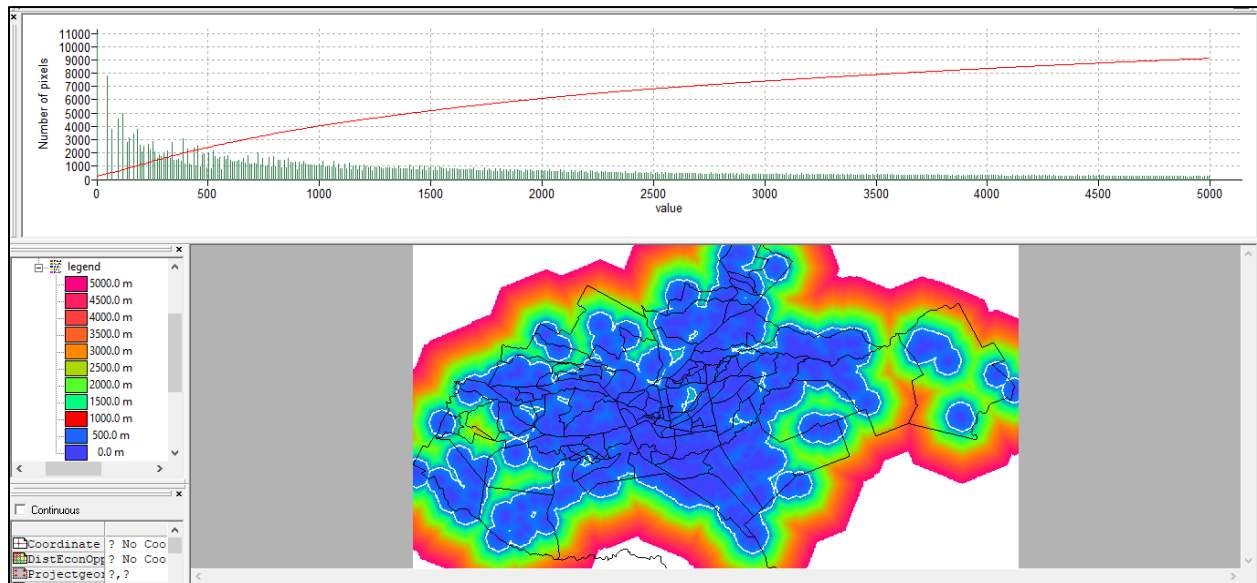 11000
10000
9000
8000
7000
6000
5000
4000
3000
2000
1000
0
Number of pixels
0 500 1000 1500 2000 2500 3000 3500 4000 4500 5000
value
legend
5000.0 m
4500.0 m
4000.0 m
3500.0 m
3000.0 m
2500.0 m
2000.0 m
1500.0 m
1000.0 m
500.0 m
0.0 m
Continuous
Coordinate ? No Coo
DistEconOpp ? No Coo
Projectgeor ?,?